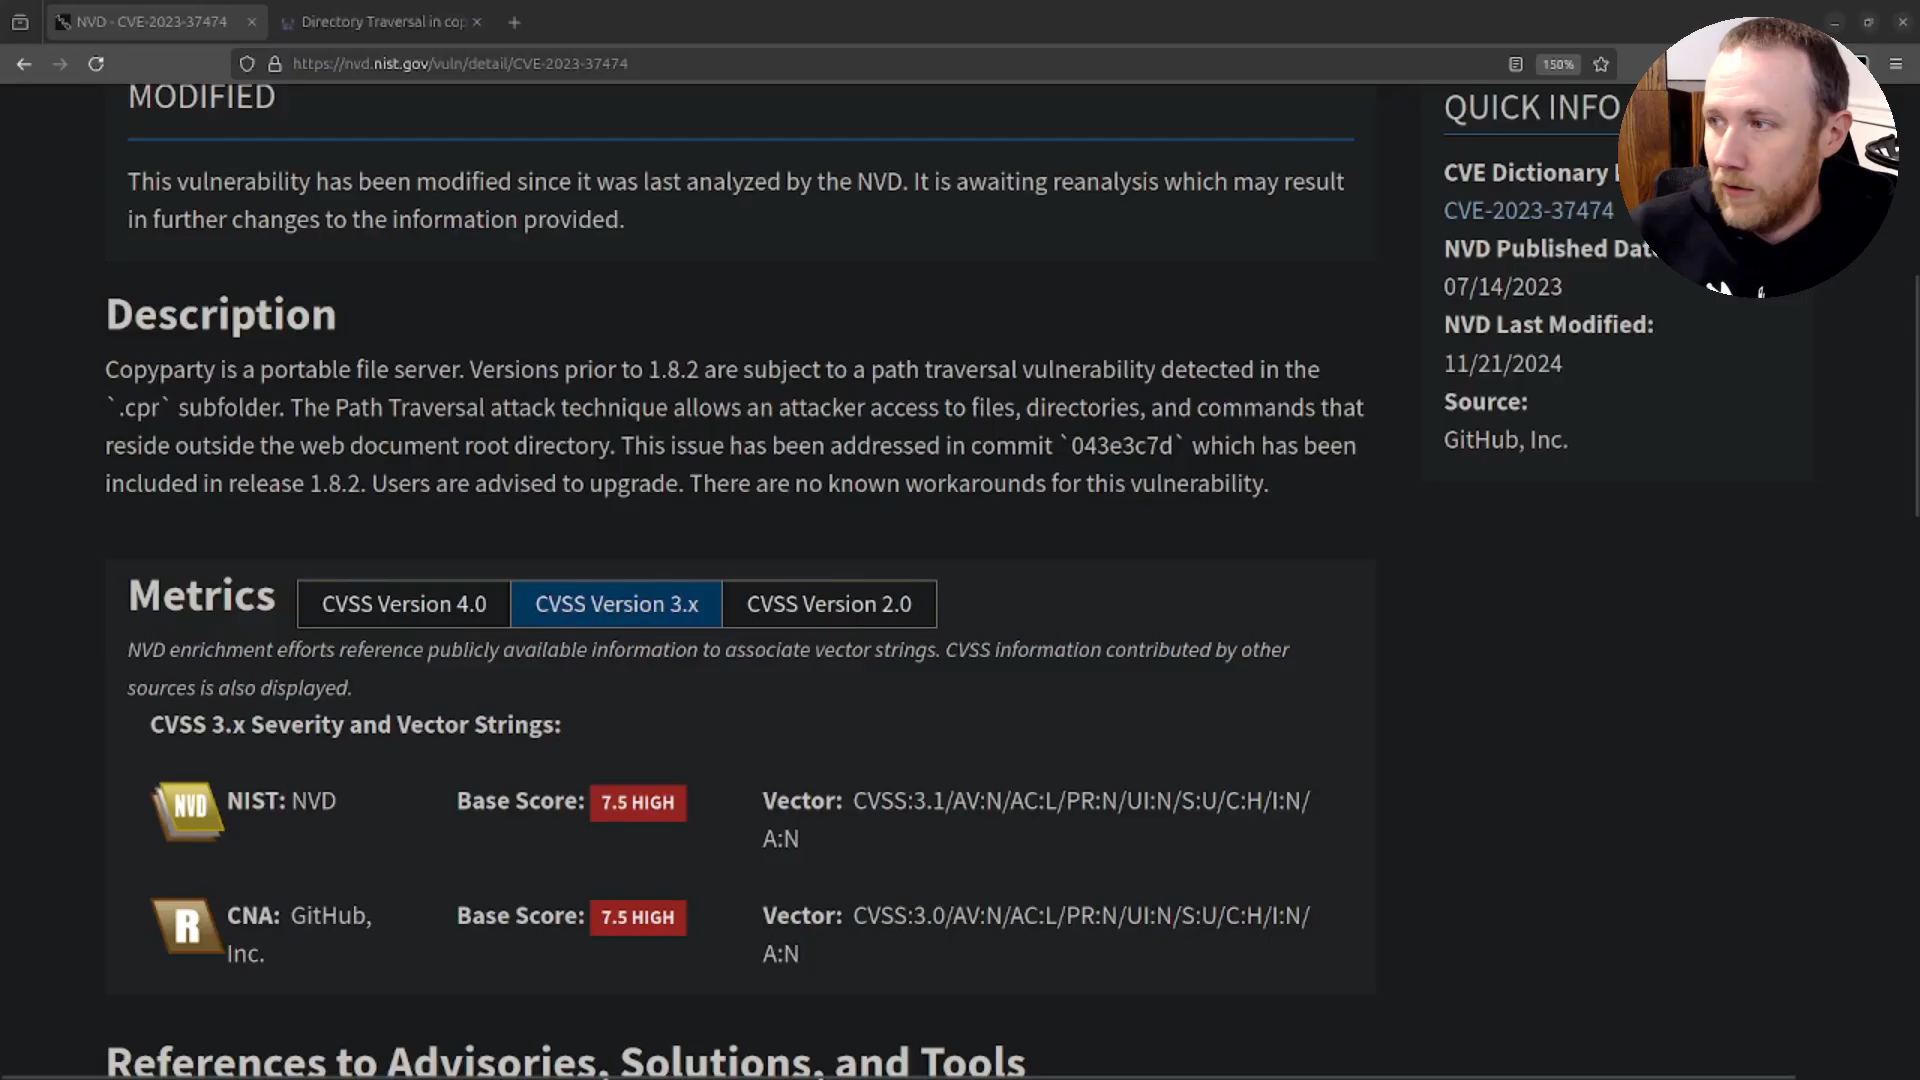 NVD - CVE-2023-37474
Directory Traversal in cop
https://nvd.nist.gov/vuln/detail/CVE-2023-37474
150%
MODIFIED
This vulnerability has been modified since it was last analyzed by the NVD. It is awaiting reanalysis which may result
in further changes to the information provided.
Description
Copyparty is a portable file server. Versions prior to 1.8.2 are subject to a path traversal vulnerability detected in the
`.cpr` subfolder. The Path Traversal attack technique allows an attacker access to files, directories, and commands that
reside outside the web document root directory. This issue has been addressed in commit `043e3c7d` which has been
included in release 1.8.2. Users are advised to upgrade. There are no known workarounds for this vulnerability.
Metrics
CVSS Version 4.0
CVSS Version 3.x
CVSS Version 2.0
NVD enrichment efforts reference publicly available information to associate vector strings. CVSS information contributed by other
sources is also displayed.
CVSS 3.x Severity and Vector Strings:
NVD
NIST: NVD
Base Score: 7.5 HIGH
Vector: CVSS:3.1/AV:N/AC:L/PR:N/UI:N/S:U/C:H/I:N/
A:N
R
CNA: GitHub,
Inc.
Base Score: 7.5 HIGH
Vector: CVSS:3.0/AV:N/AC:L/PR:N/UI:N/S:U/C:H/I:N/
A:N
References to Advisories, Solutions, and Tools
QUICK INFO
CVE Dictionary
CVE-2023-37474
NVD Published Dat
07/14/2023
NVD Last Modified:
11/21/2024
Source:
GitHub, Inc.